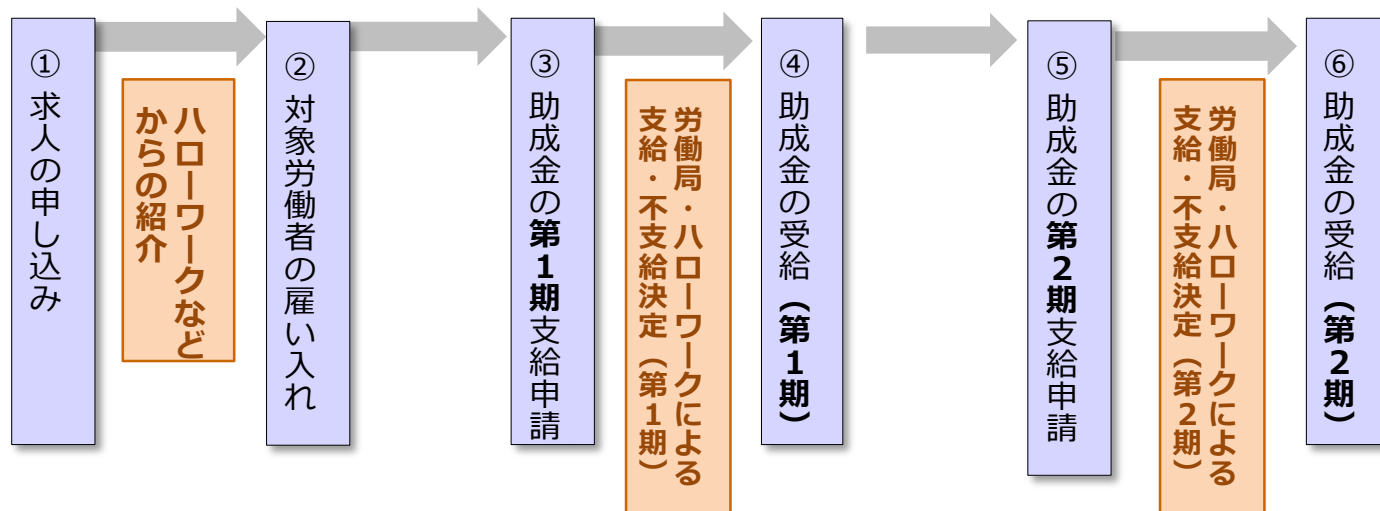 ① 求人の申し込み
ハローワークなど
からの紹介
② 対象労働者の雇い入れ
③ 助成金の第1期支給申請
労働局・ハローワークによる
支給・不支給決定（第1期）
④ 助成金の受給（第1期）
⑤ 助成金の第2期支給申請
労働局・ハローワークによる
支給・不支給決定（第2期）
⑥ 助成金の受給（第2期）